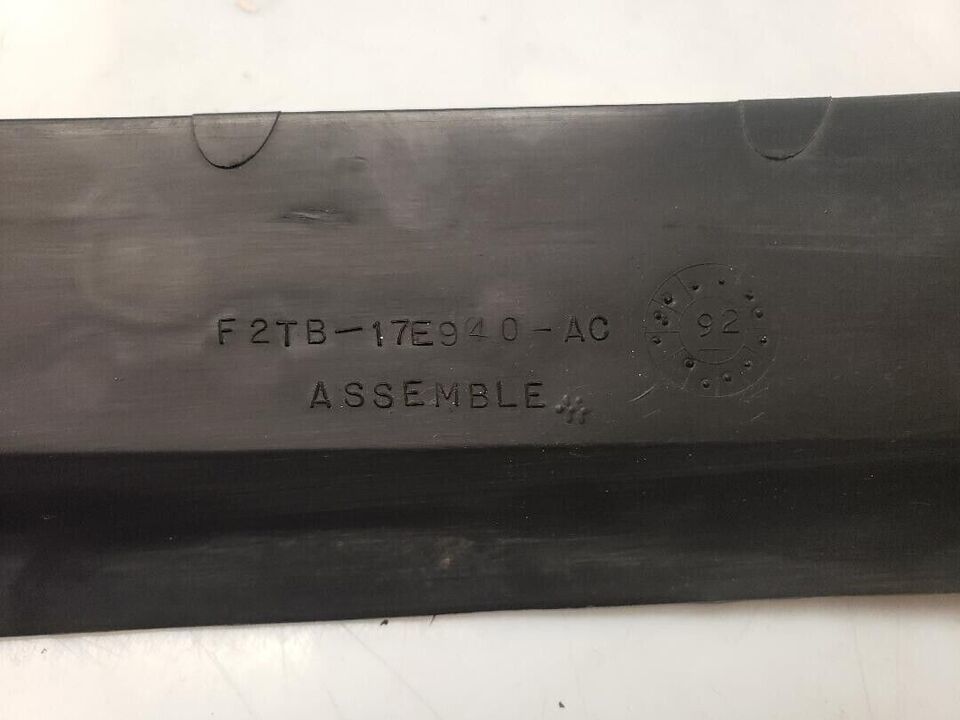 F2TB-17E940-AC
ASSEMBLE
92